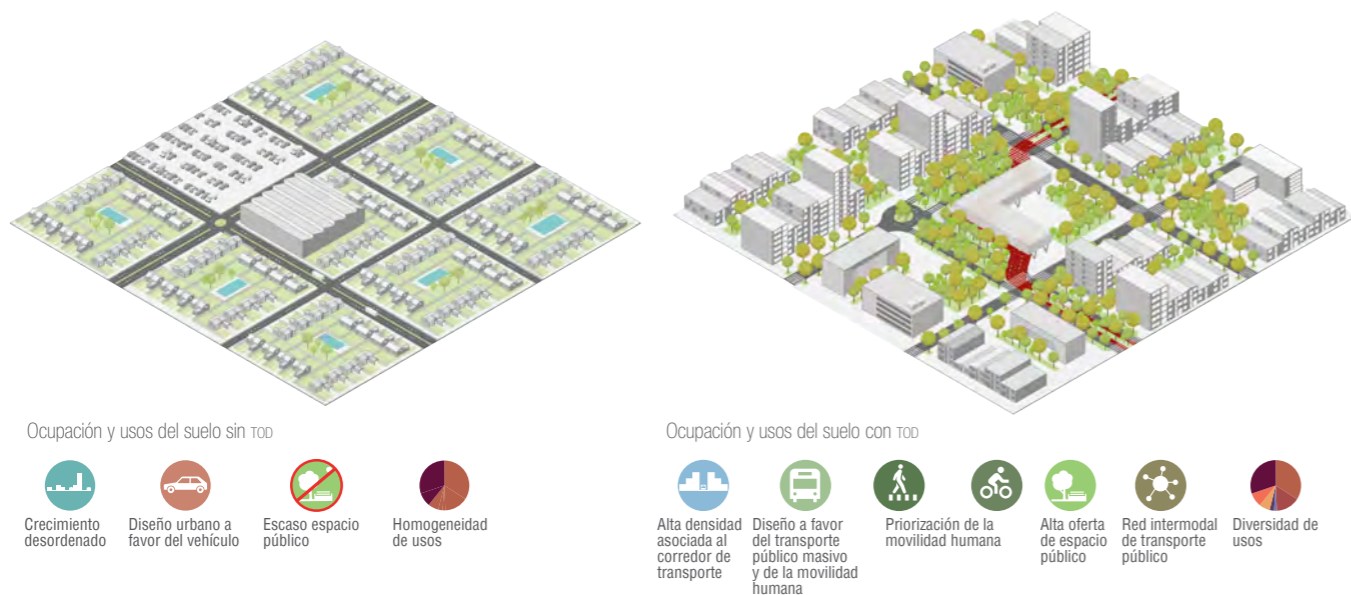 Ocupación y usos del suelo sin TOD
Crecimiento
desordenado
Diseño urbano a
favor del vehículo
Escaso espacio
público
Homogeneidad
de usos
Ocupación y usos del suelo con TOD
Alta densidad
asociada al
corredor de
transporte
Diseño a favor
del transporte
público masivo
y de la movilidad
humana
Priorización de la
movilidad humana
Alta oferta
de espacio
público
Red intermodal
de transporte
público
Diversidad de
usos